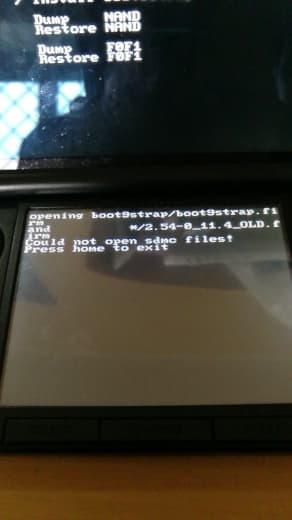 Dump NAND
Restore NAND
Dump F0F1
Restore F0F1
opening boot9strap/boot9strap.fi
rm
and */2.54-0_11.4_OLD.f
irm
Could not open sdmc files!
Press home to exit